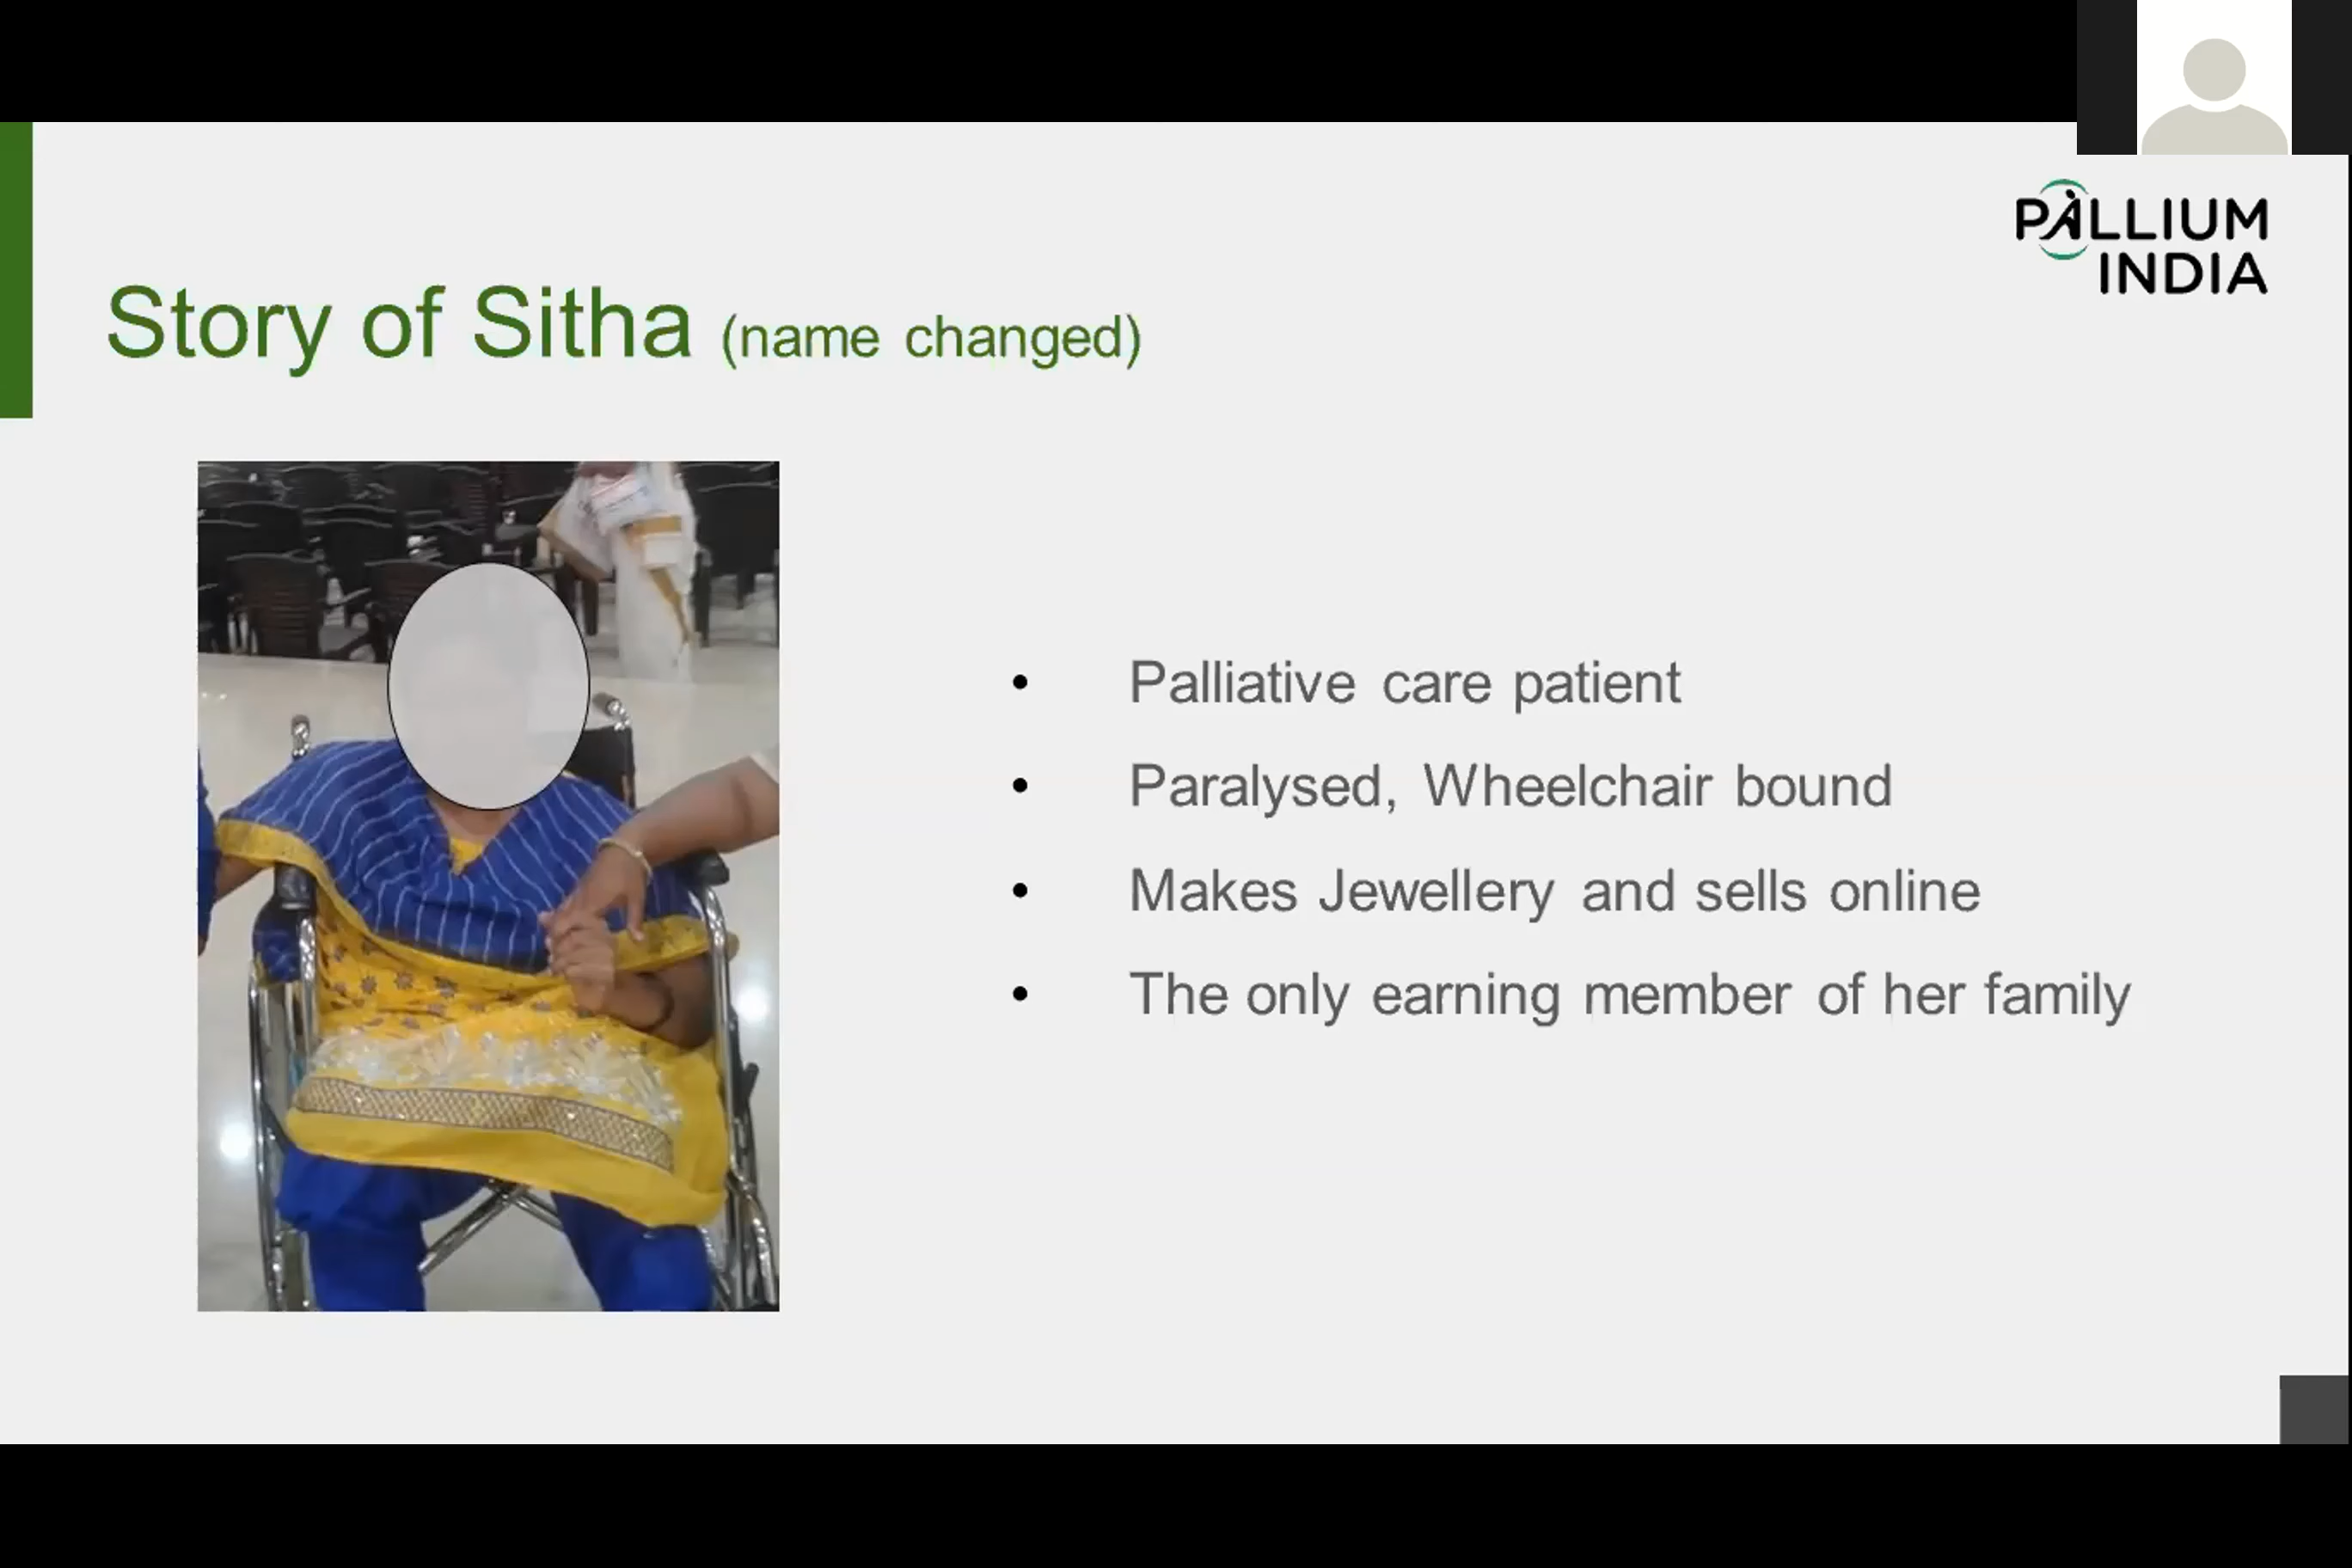 PALLIUM
INDIA
Story of Sitha (name changed)
• Palliative care patient
• Paralysed, Wheelchair bound
• Makes Jewellery and sells online
• The only earning member of her family